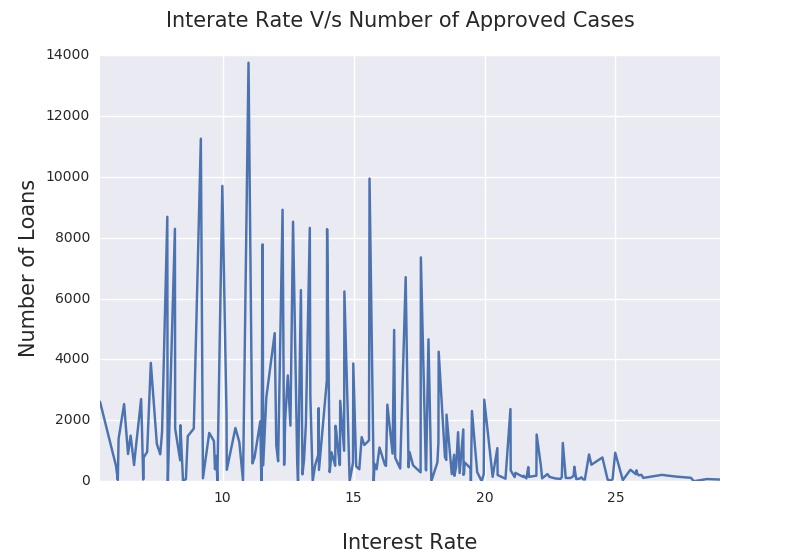 Interate Rate V/s Number of Approved Cases
14000
12000
10000
8000
6000
4000
2000
0
Number of Loans
10 15 20 25
Interest Rate